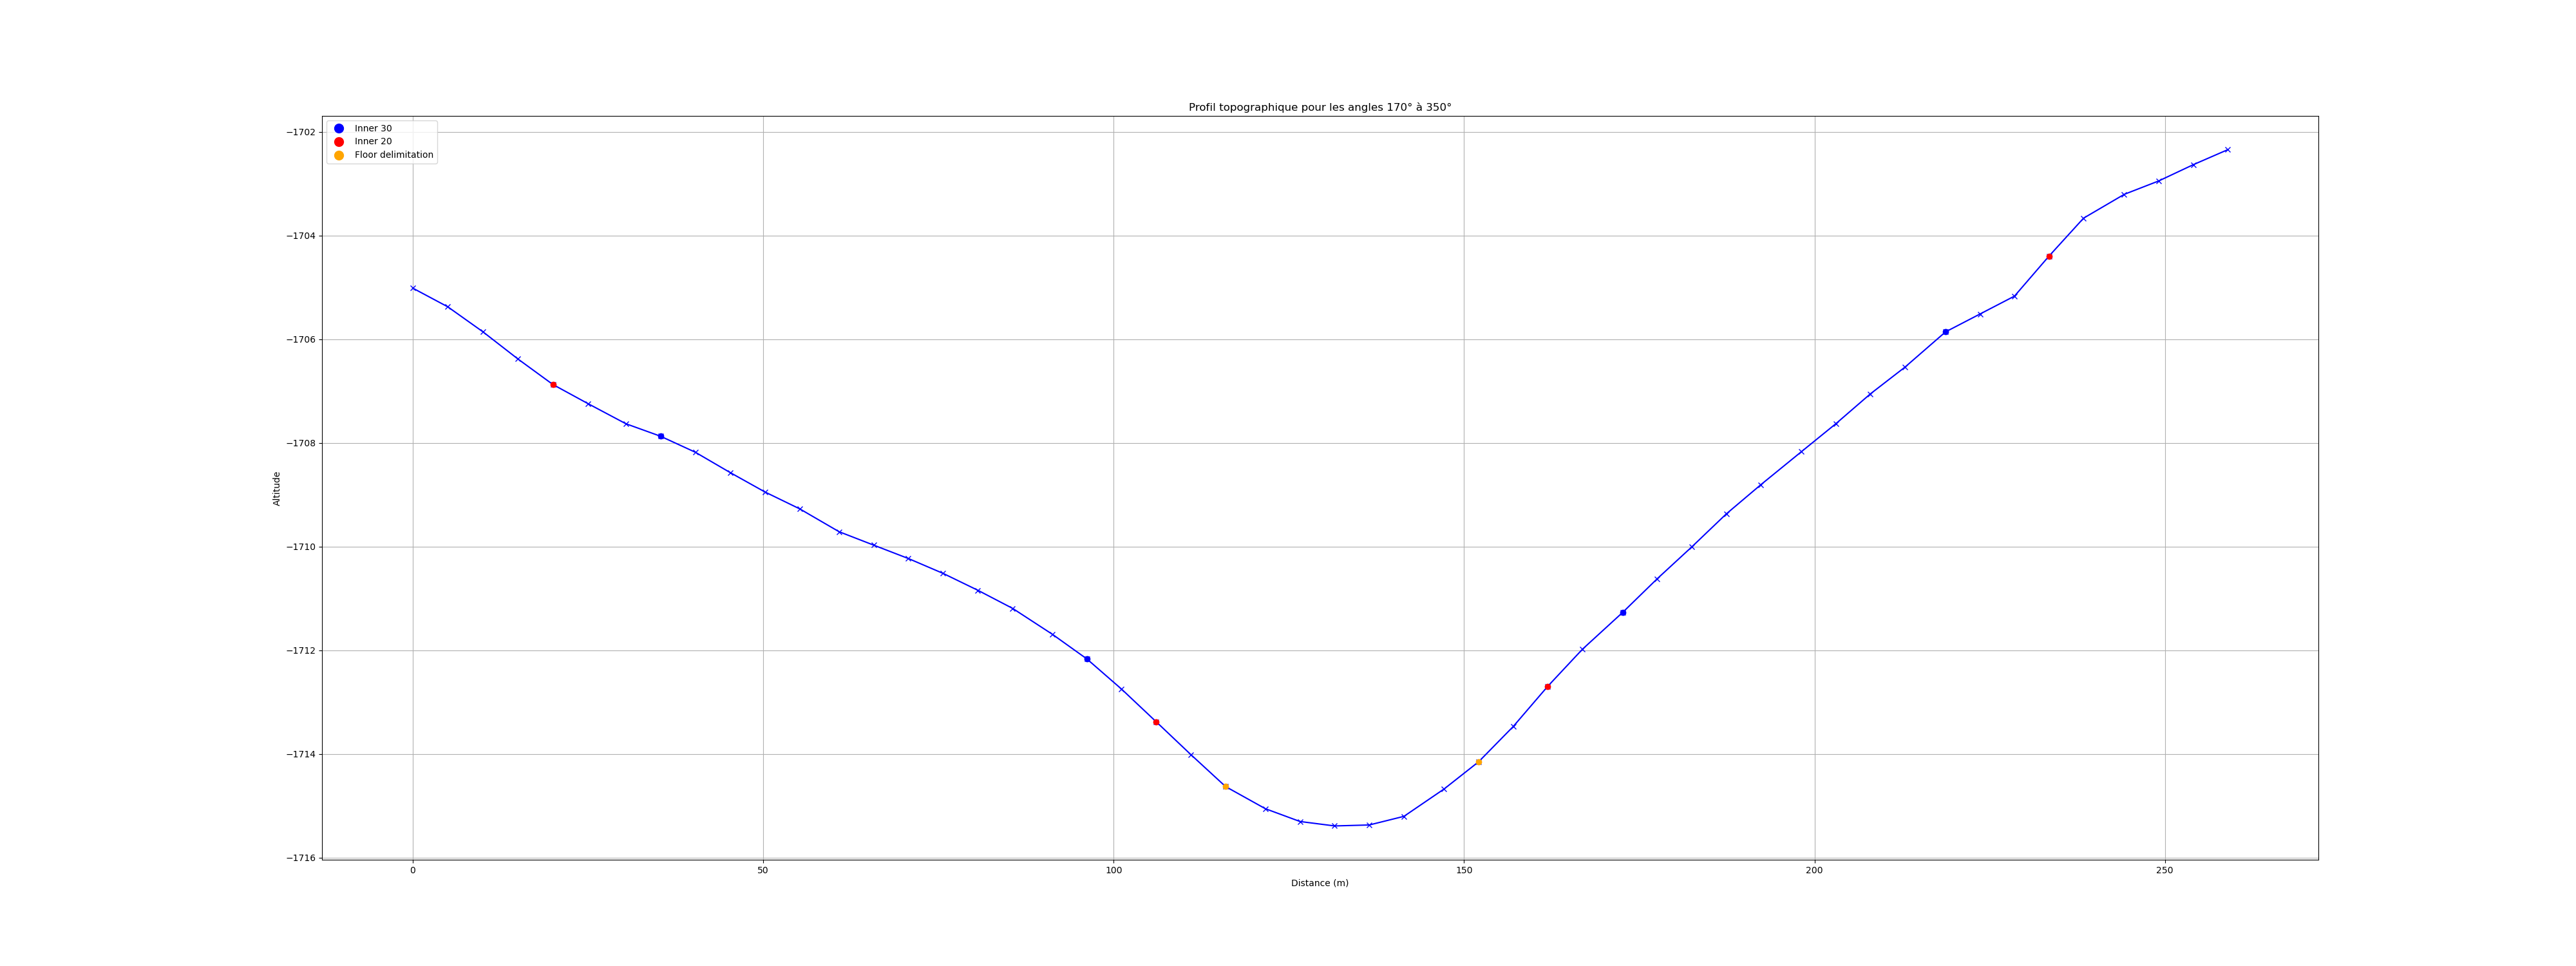 Profil topographique pour les angles 170° à 350°
Inner 30
Inner 20
Floor delimitation
−1702
−1704
−1706
−1708
−1710
−1712
−1714
−1716
Altitude
0 50 100 150 200 250
Distance (m)